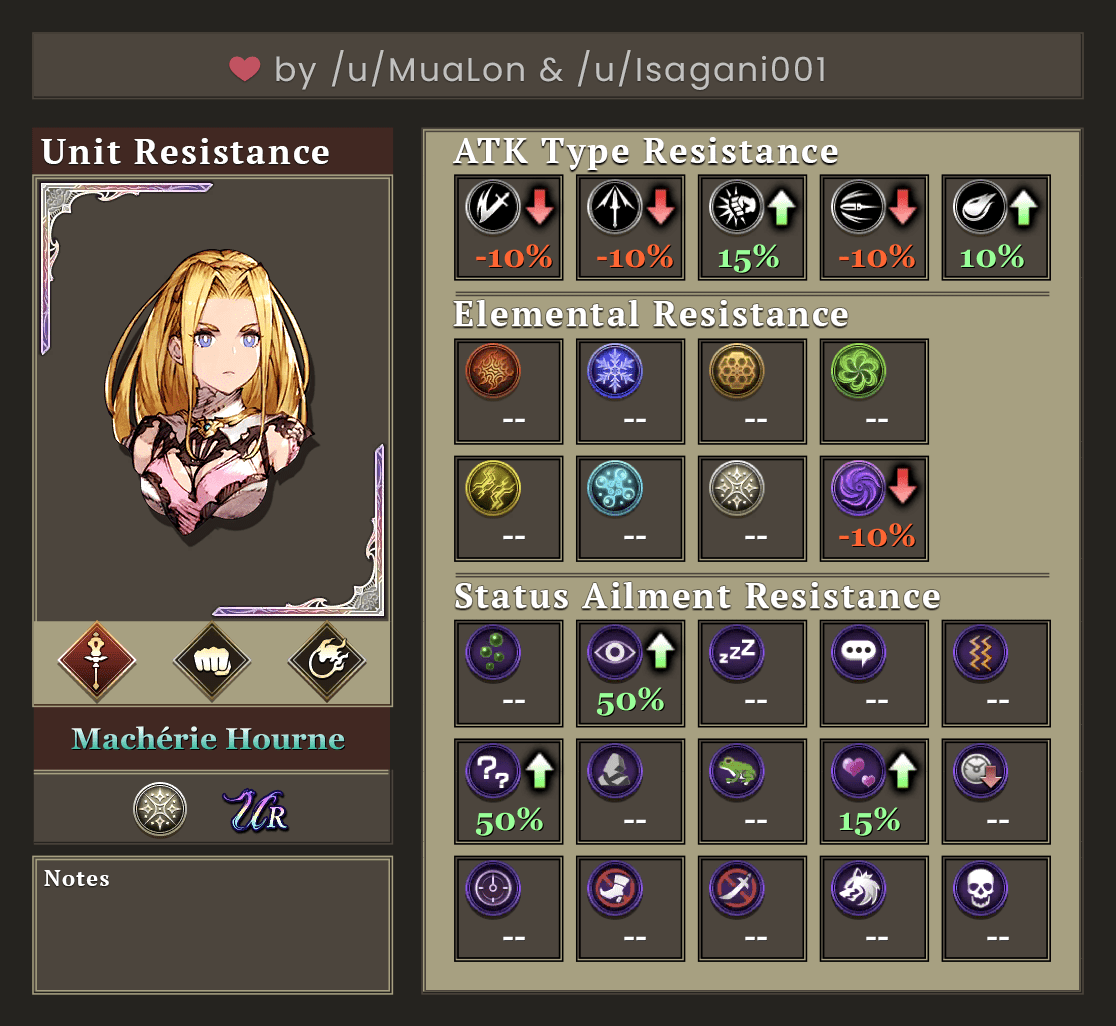 by /u/MuaLon & /u/Isagani001
Unit Resistance
Machérie Hourne
UR
Notes
ATK Type Resistance
-10% -10% 15% -10% 10%
Elemental Resistance
-- -- -- --
-- -- -- -10%
Status Ailment Resistance
zzZ
-- 50% -- -- --
??
50% -- -- 15% --
-- -- -- -- --